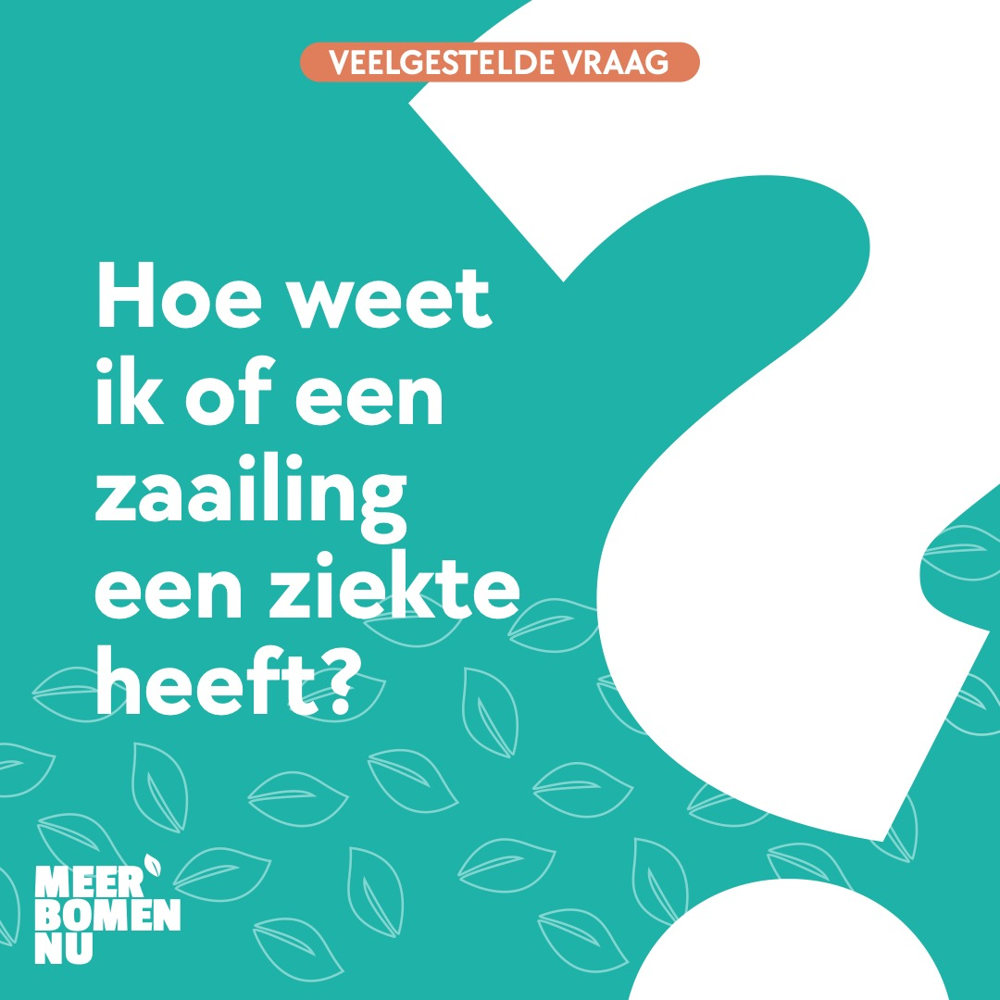 VEELGESTELDE VRAAG
Hoe weet
ik of een
zaailing
een ziekte
heeft?
MEER
BOMEN
NU